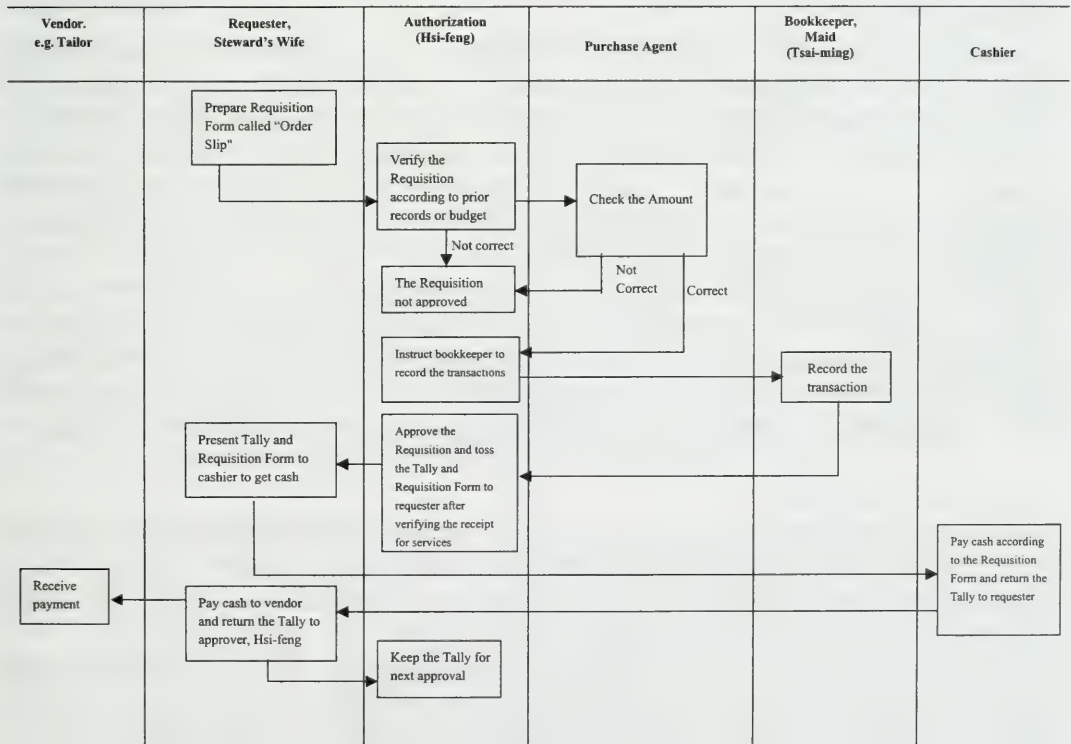 Vendor.
e.g. Tailor
Requester,
Steward's Wife
Authorization
(Hsi-feng)
Purchase Agent
Bookkeeper,
Maid
(Tsai-ming)
Cashier
Prepare Requisition
Form called "Order
Slip"
Verify the
Requisition
according to prior
records or budget
Check the Amount
Not correct
The Requisition
not approved
Not
Correct
Correct
Instruct bookkeeper to
record the transactions
Record the
transaction
Present Tally and
Requisition Form to
cashier to get cash
Approve the
Requisition and toss
the Tally and
Requisition Form to
requester after
verifying the receipt
for services
Pay cash according
to the Requisition
Form and return the
Tally to requester
Receive
payment
Pay cash to vendor
and return the Tally to
approver, Hsi-feng
Keep the Tally for
next approval